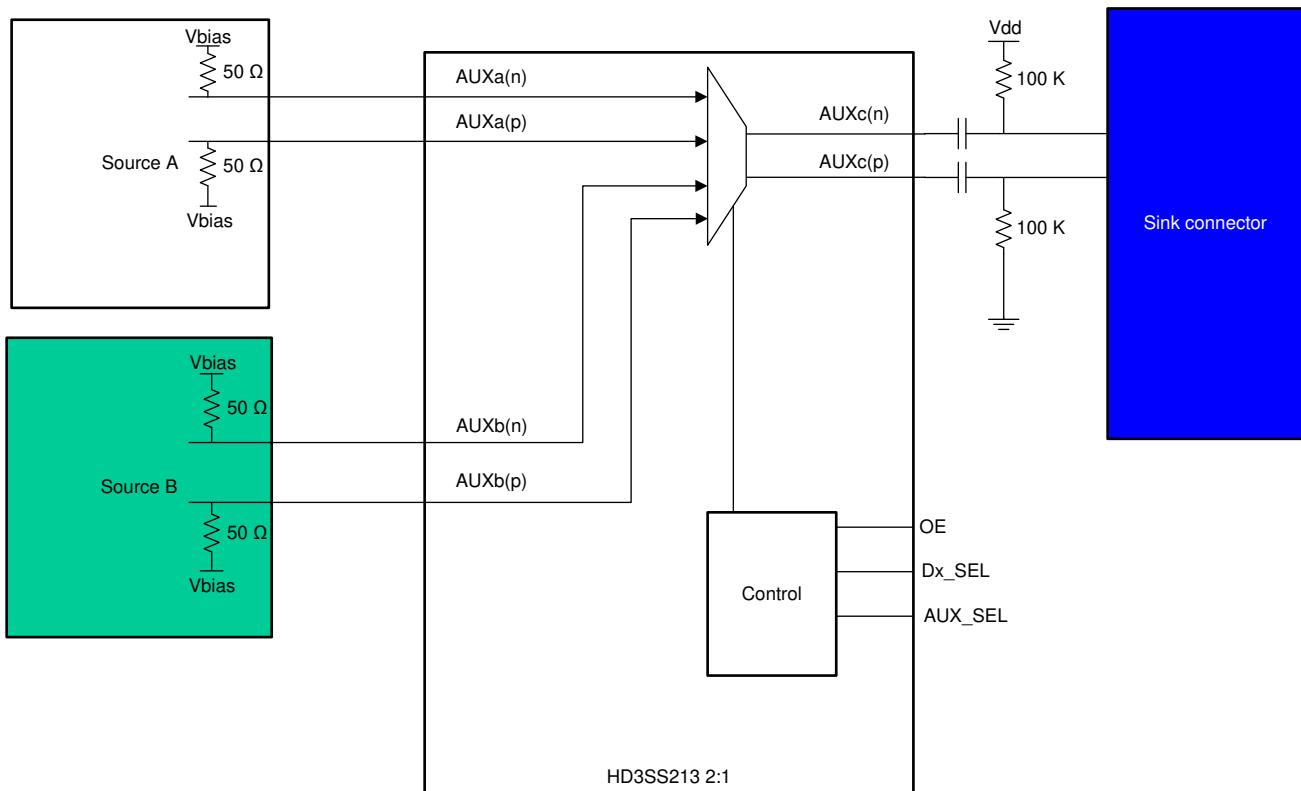 Vbias
50 Ω
Source A
50 Ω
Vbias
AUXa(n)
AUXa(p)
Vbias
50 Ω
Source B
50 Ω
Vbias
AUXb(n)
AUXb(p)
AUXc(n)
AUXc(p)
Vdd
100 K
100 K
Sink connector
Control
OE
Dx_SEL
AUX_SEL
HD3SS213 2:1